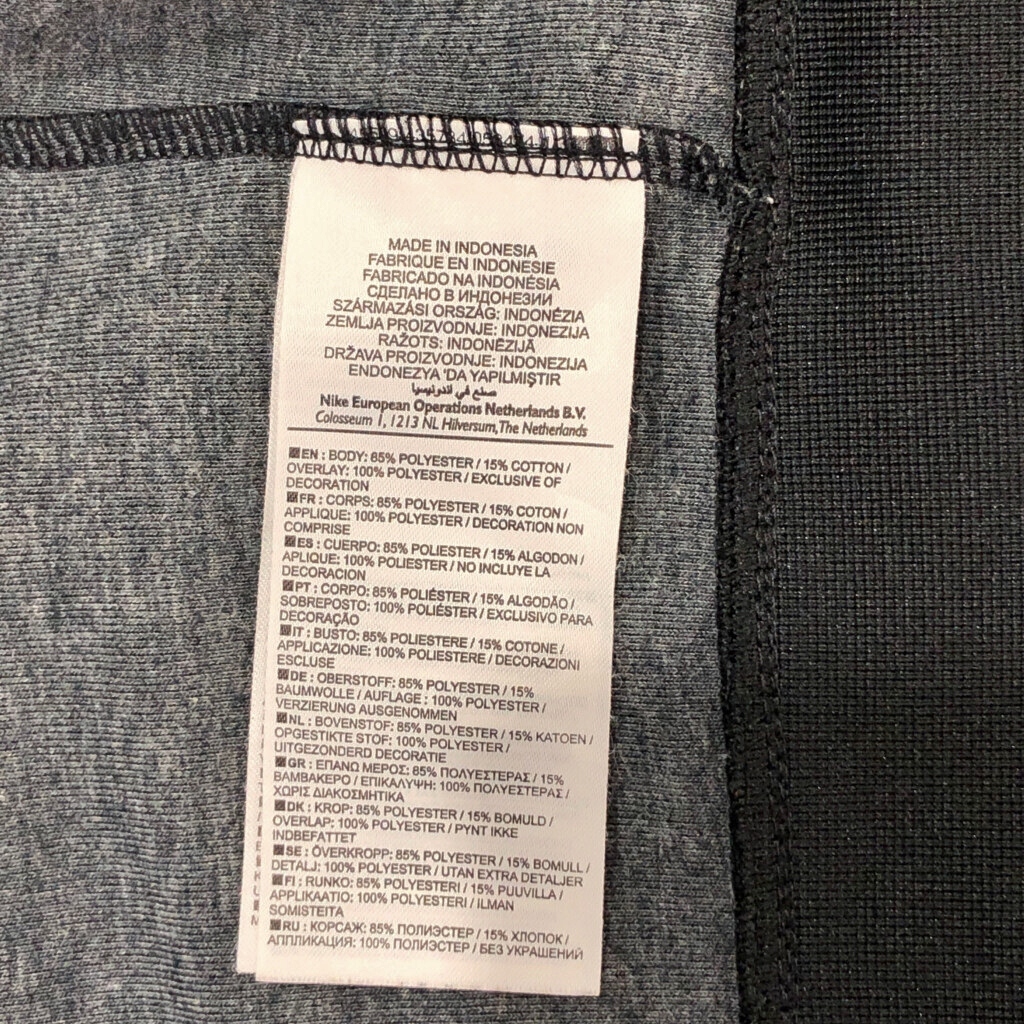 MADE IN INDONESIA
FABRIQUE EN INDONESIE
FABRICADO NA INDONÉSIA
СДЕЛАНО В ИНДОНЕЗИИ
SZÁRMAZÁSI ORSZÁG: INDONÉZIA
ZEMLJA PROIZVODNJE: INDONEZIJA
RAŽOTS: INDONĒZIJĀ
DRŽAVA PROIZVODNJE: INDONEZIJA
ENDONEZYA 'DA YAPILMIŞTIR
صنع في اندونيسيا
Nike European Operations Netherlands B.V.
Colosseum 1, 1213 NL Hilversum, The Netherlands
EN : BODY: 85% POLYESTER / 15% COTTON /
OVERLAY: 100% POLYESTER / EXCLUSIVE OF
DECORATION
FR : CORPS: 85% POLYESTER / 15% COTON /
APPLIQUE: 100% POLYESTER / DECORATION NON
COMPRISE
ES : CUERPO: 85% POLIESTER / 15% ALGODON /
APLIQUE: 100% POLIESTER / NO INCLUYE LA
DECORACION
PT : CORPO: 85% POLIÉSTER / 15% ALGODÃO /
SOBREPOSTO: 100% POLIÉSTER / EXCLUSIVO PARA
DECORAÇÃO
IT : BUSTO: 85% POLIESTERE / 15% COTONE /
APPLICAZIONE: 100% POLIESTERE / DECORAZIONI
ESCLUSE
DE : OBERSTOFF: 85% POLYESTER / 15%
BAUMWOLLE / AUFLAGE : 100% POLYESTER /
VERZIERUNG AUSGENOMMEN
NL : BOVENSTOF: 85% POLYESTER / 15% KATOEN /
OPGESTIKTE STOF: 100% POLYESTER /
UITGEZONDERD DECORATIE
GR : ΕΠΑΝΩ ΜΕΡΟΣ: 85% ΠΟΛΥΕΣΤΕΡΑΣ / 15%
ΒΑΜΒΑΚΕΡΟ / ΕΠΙΚΑΛΥΨΗ: 100% ΠΟΛΥΕΣΤΕΡΑΣ /
ΧΩΡΙΣ ΔΙΑΚΟΣΜΗΤΙΚΑ
DK : KROP: 85% POLYESTER / 15% BOMULD /
OVERLAP: 100% POLYESTER / PYNT IKKE
INDBEFATTET
SE : ÖVERKROPP: 85% POLYESTER / 15% BOMULL /
DETALJ: 100% POLYESTER / UTAN EXTRA DETALJER
FI : RUNKO: 85% POLYESTERI / 15% PUUVILLA /
APPLIKAATIO: 100% POLYESTERI / ILMAN
SOMISTEITA
RU : КОРСАЖ: 85% ПОЛИЭСТЕР / 15% ХЛОПОК /
АППЛИКАЦИЯ: 100% ПОЛИЭСТЕР / БЕЗ УКРАШЕНИЙ